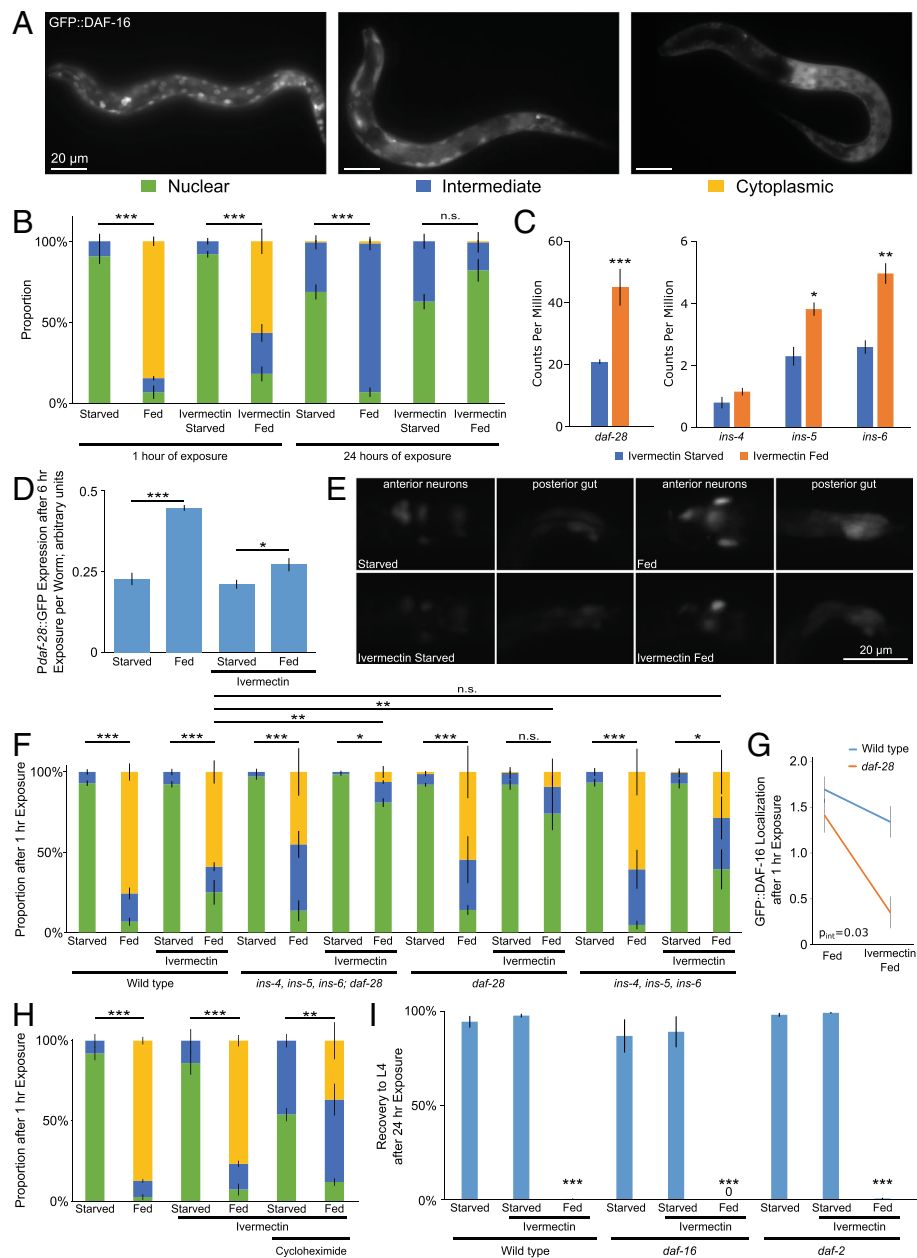 A
GFP::DAF-16
20 µm
Nuclear
Intermediate
Cytoplasmic
B
Proportion
100%
50%
0%
***
***
***
n.s.
Starved
Fed
Ivermectin Starved
Ivermectin Fed
Starved
Fed
Ivermectin Starved
Ivermectin Fed
1 hour of exposure
24 hours of exposure
C
Counts Per Million
60
40
20
0
***
daf-28
Counts Per Million
6
4
2
0
*
**
ins-4
ins-5
ins-6
Ivermectin Starved
Ivermectin Fed
D
Pdaf-28::GFP Expression after 6 hr
Exposure per Worm; arbitrary units
0.5
0.25
0
***
*
Starved
Fed
Starved
Fed
Ivermectin
E
anterior neurons
posterior gut
anterior neurons
posterior gut
Starved
Fed
Ivermectin Starved
Ivermectin Fed
20 µm
F
Proportion after 1 hr Exposure
100%
50%
0%
n.s.
**
**
***
***
***
*
***
n.s.
***
*
Starved
Fed
Starved
Fed
Starved
Fed
Starved
Fed
Starved
Fed
Starved
Fed
Starved
Fed
Starved
Fed
Ivermectin
Ivermectin
Ivermectin
Ivermectin
Wild type
ins-4, ins-5, ins-6; daf-28
daf-28
ins-4, ins-5, ins-6
G
GFP::DAF-16 Localization
after 1 hr Exposure
Wild type
daf-28
2.0
1.5
1.0
0.5
0
pint=0.03
Fed
Ivermectin
Fed
H
Proportion after 1 hr Exposure
100%
50%
0%
***
***
**
Starved
Fed
Starved
Fed
Starved
Fed
Ivermectin
Cycloheximide
I
Recovery to L4
after 24 hr Exposure
100%
50%
0%
***
***
0
***
Starved
Starved
Fed
Starved
Starved
Fed
Starved
Starved
Fed
Ivermectin
Ivermectin
Ivermectin
Wild type
daf-16
daf-2